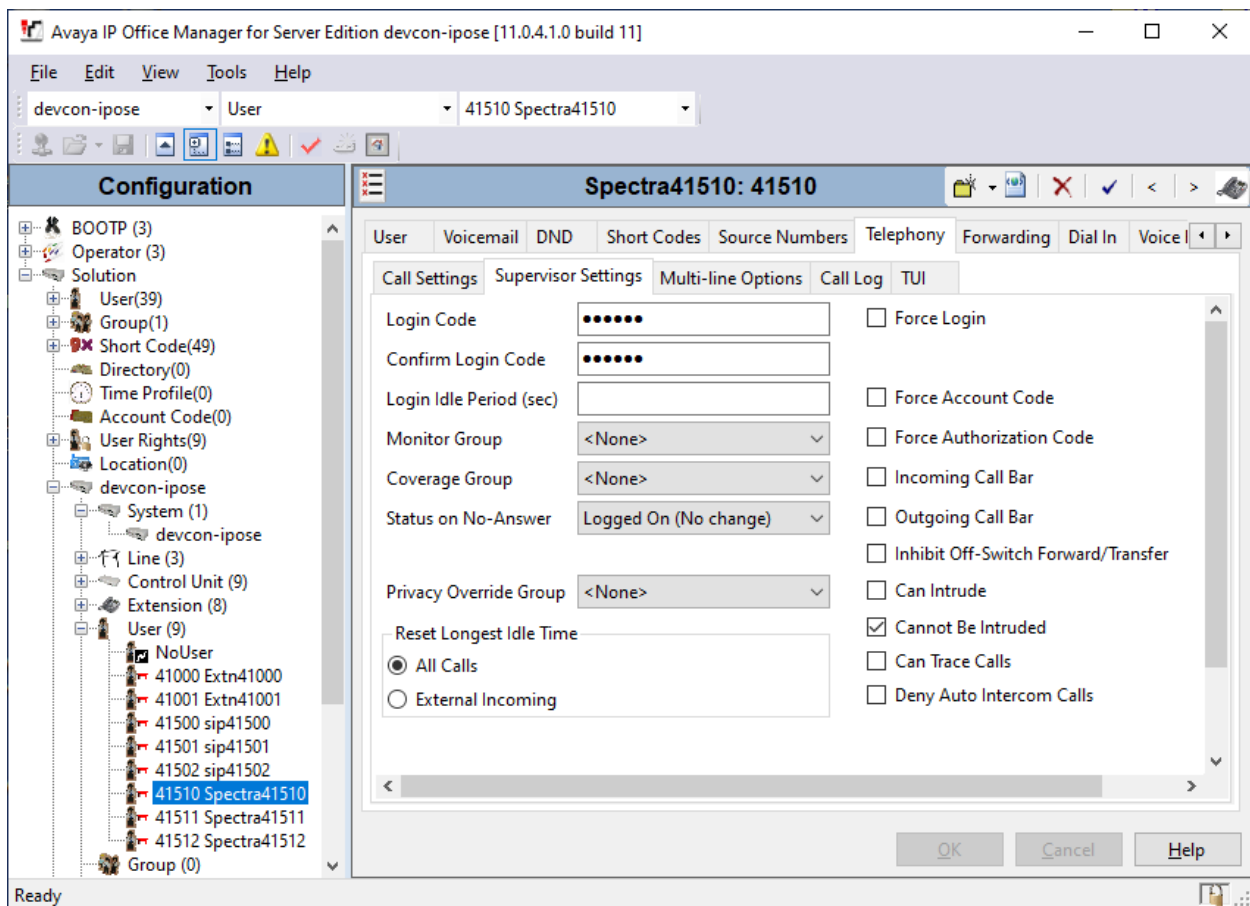 Avaya IP Office Manager for Server Edition devcon-ipose [11.0.4.1.0 build 11]
File Edit View Tools Help
devcon-ipose User 41510 Spectra41510
Configuration
BOOTP (3)
Operator (3)
Solution
User(39)
Group(1)
Short Code(49)
Directory(0)
Time Profile(0)
Account Code(0)
User Rights(9)
Location(0)
devcon-ipose
System (1)
devcon-ipose
Line (3)
Control Unit (9)
Extension (8)
User (9)
NoUser
41000 Extn41000
41001 Extn41001
41500 sip41500
41501 sip41501
41502 sip41502
41510 Spectra41510
41511 Spectra41511
41512 Spectra41512
Group (0)
Spectra41510: 41510
User Voicemail DND Short Codes Source Numbers Telephony Forwarding Dial In Voice
Call Settings Supervisor Settings Multi-line Options Call Log TUI
Login Code ●●●●●● Force Login
Confirm Login Code ●●●●●●
Login Idle Period (sec) Force Account Code
Monitor Group <None> Force Authorization Code
Coverage Group <None> Incoming Call Bar
Status on No-Answer Logged On (No change) Outgoing Call Bar
Inhibit Off-Switch Forward/Transfer
Privacy Override Group <None> Can Intrude
Reset Longest Idle Time Cannot Be Intruded
All Calls Can Trace Calls
External Incoming Deny Auto Intercom Calls
OK Cancel Help
Ready